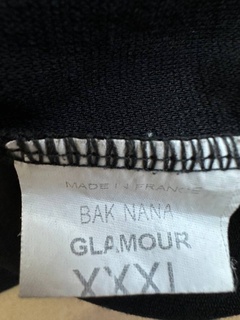 MADE IN FRANCE
BAK NANA
GLAMOUR
XXXL